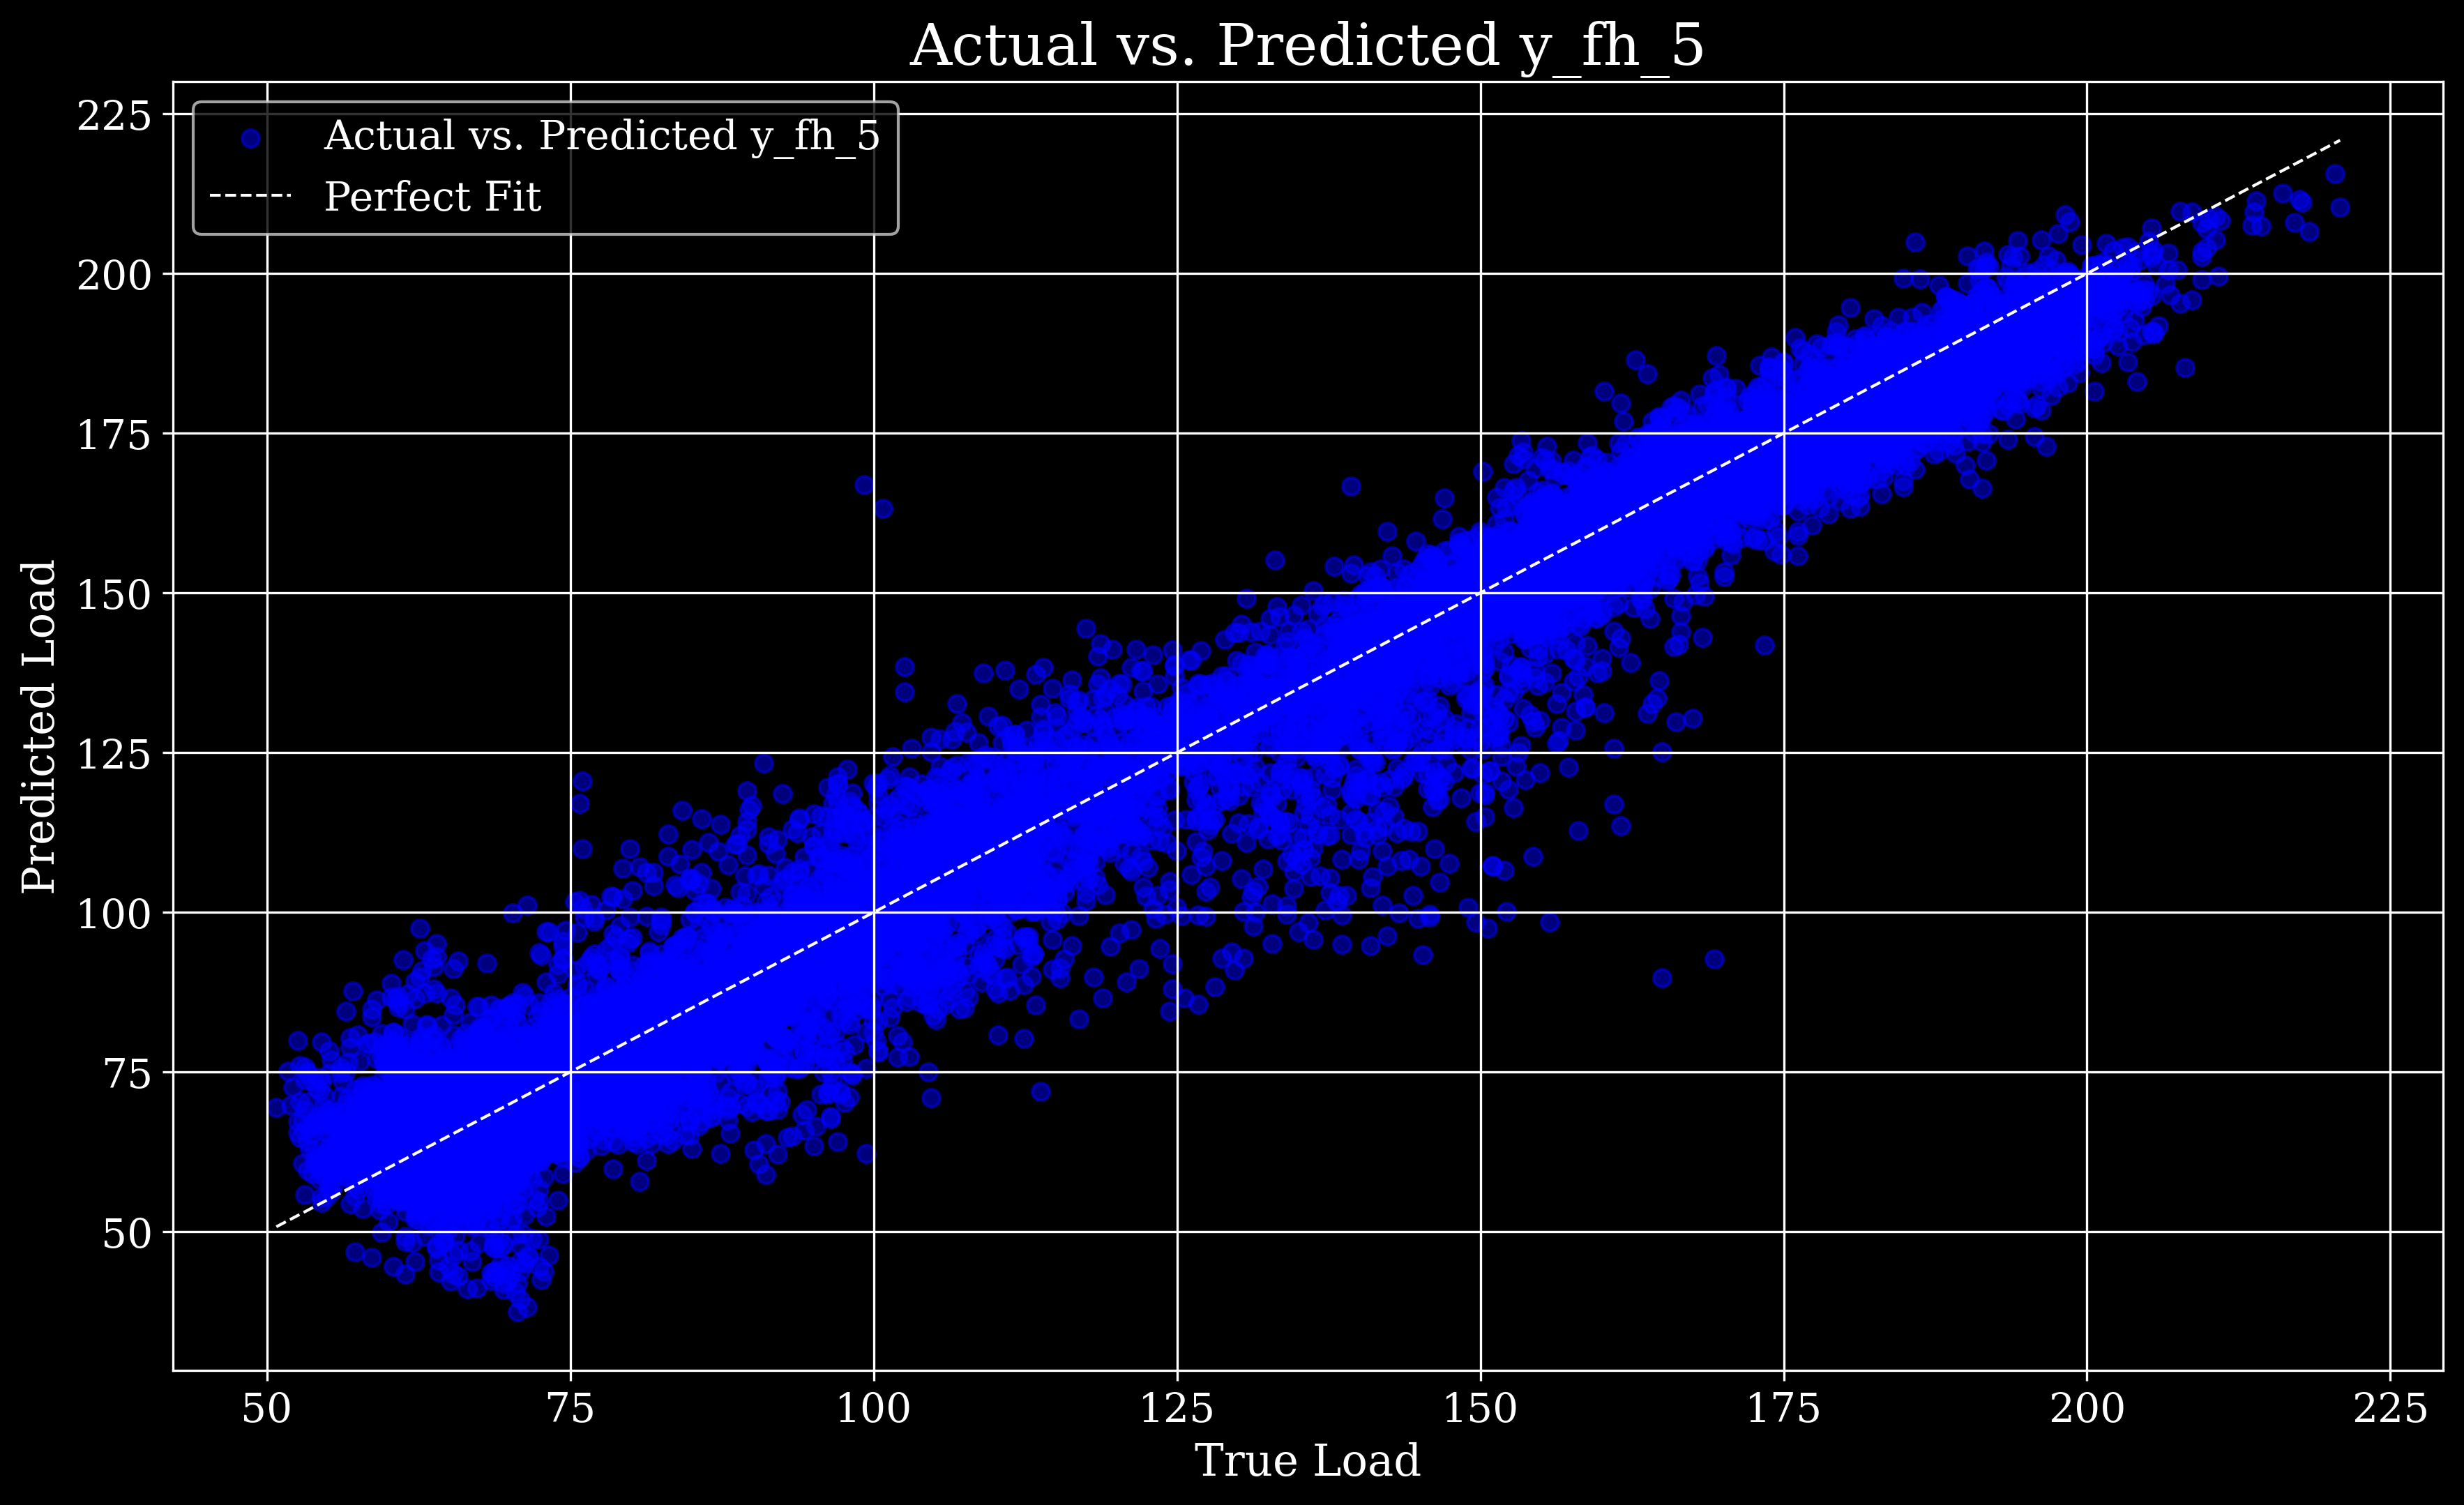 Actual vs. Predicted y_fh_5
Actual vs. Predicted y_fh_5
Perfect Fit
Predicted Load
225
200
175
150
125
100
75
50
50 75 100 125 150 175 200 225
True Load